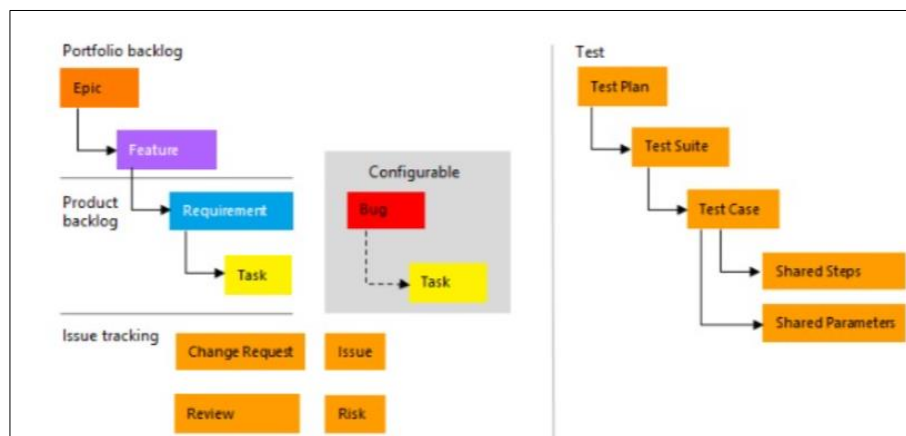 Portfolio backlog
Epic
Feature
Product
backlog
Requirement
Task
Configurable
Bug
Task
Issue tracking
Change Request
Issue
Review
Risk
Test
Test Plan
Test Suite
Test Case
Shared Steps
Shared Parameters